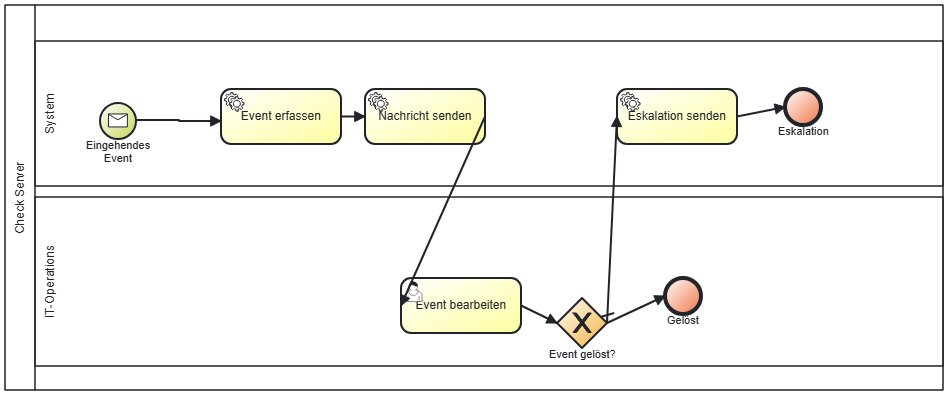 Check Server
System
Eingehendes
Event
Event erfassen
Nachricht senden
Eskalation senden
Eskalation
IT-Operations
Event bearbeiten
Event gelöst?
Gelöst